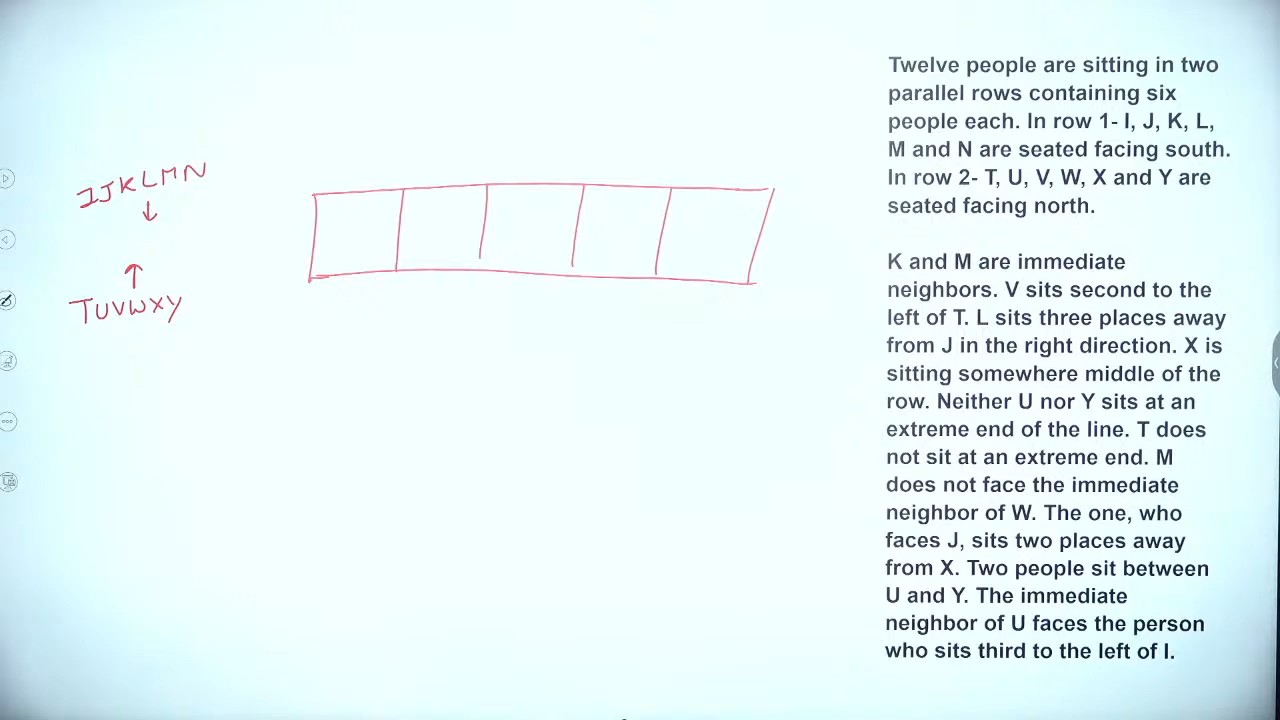 Twelve people are sitting in two
parallel rows containing six
people each. In row 1- I, J, K, L,
M and N are seated facing south.
In row 2- T, U, V, W, X and Y are
seated facing north.
K and M are immediate
neighbors. V sits second to the
left of T. L sits three places away
from J in the right direction. X is
sitting somewhere middle of the
row. Neither U nor Y sits at an
extreme end of the line. T does
not sit at an extreme end. M
does not face the immediate
neighbor of W. The one, who
faces J, sits two places away
from X. Two people sit between
U and Y. The immediate
neighbor of U faces the person
who sits third to the left of I.
IJKLMN
TUVWXY